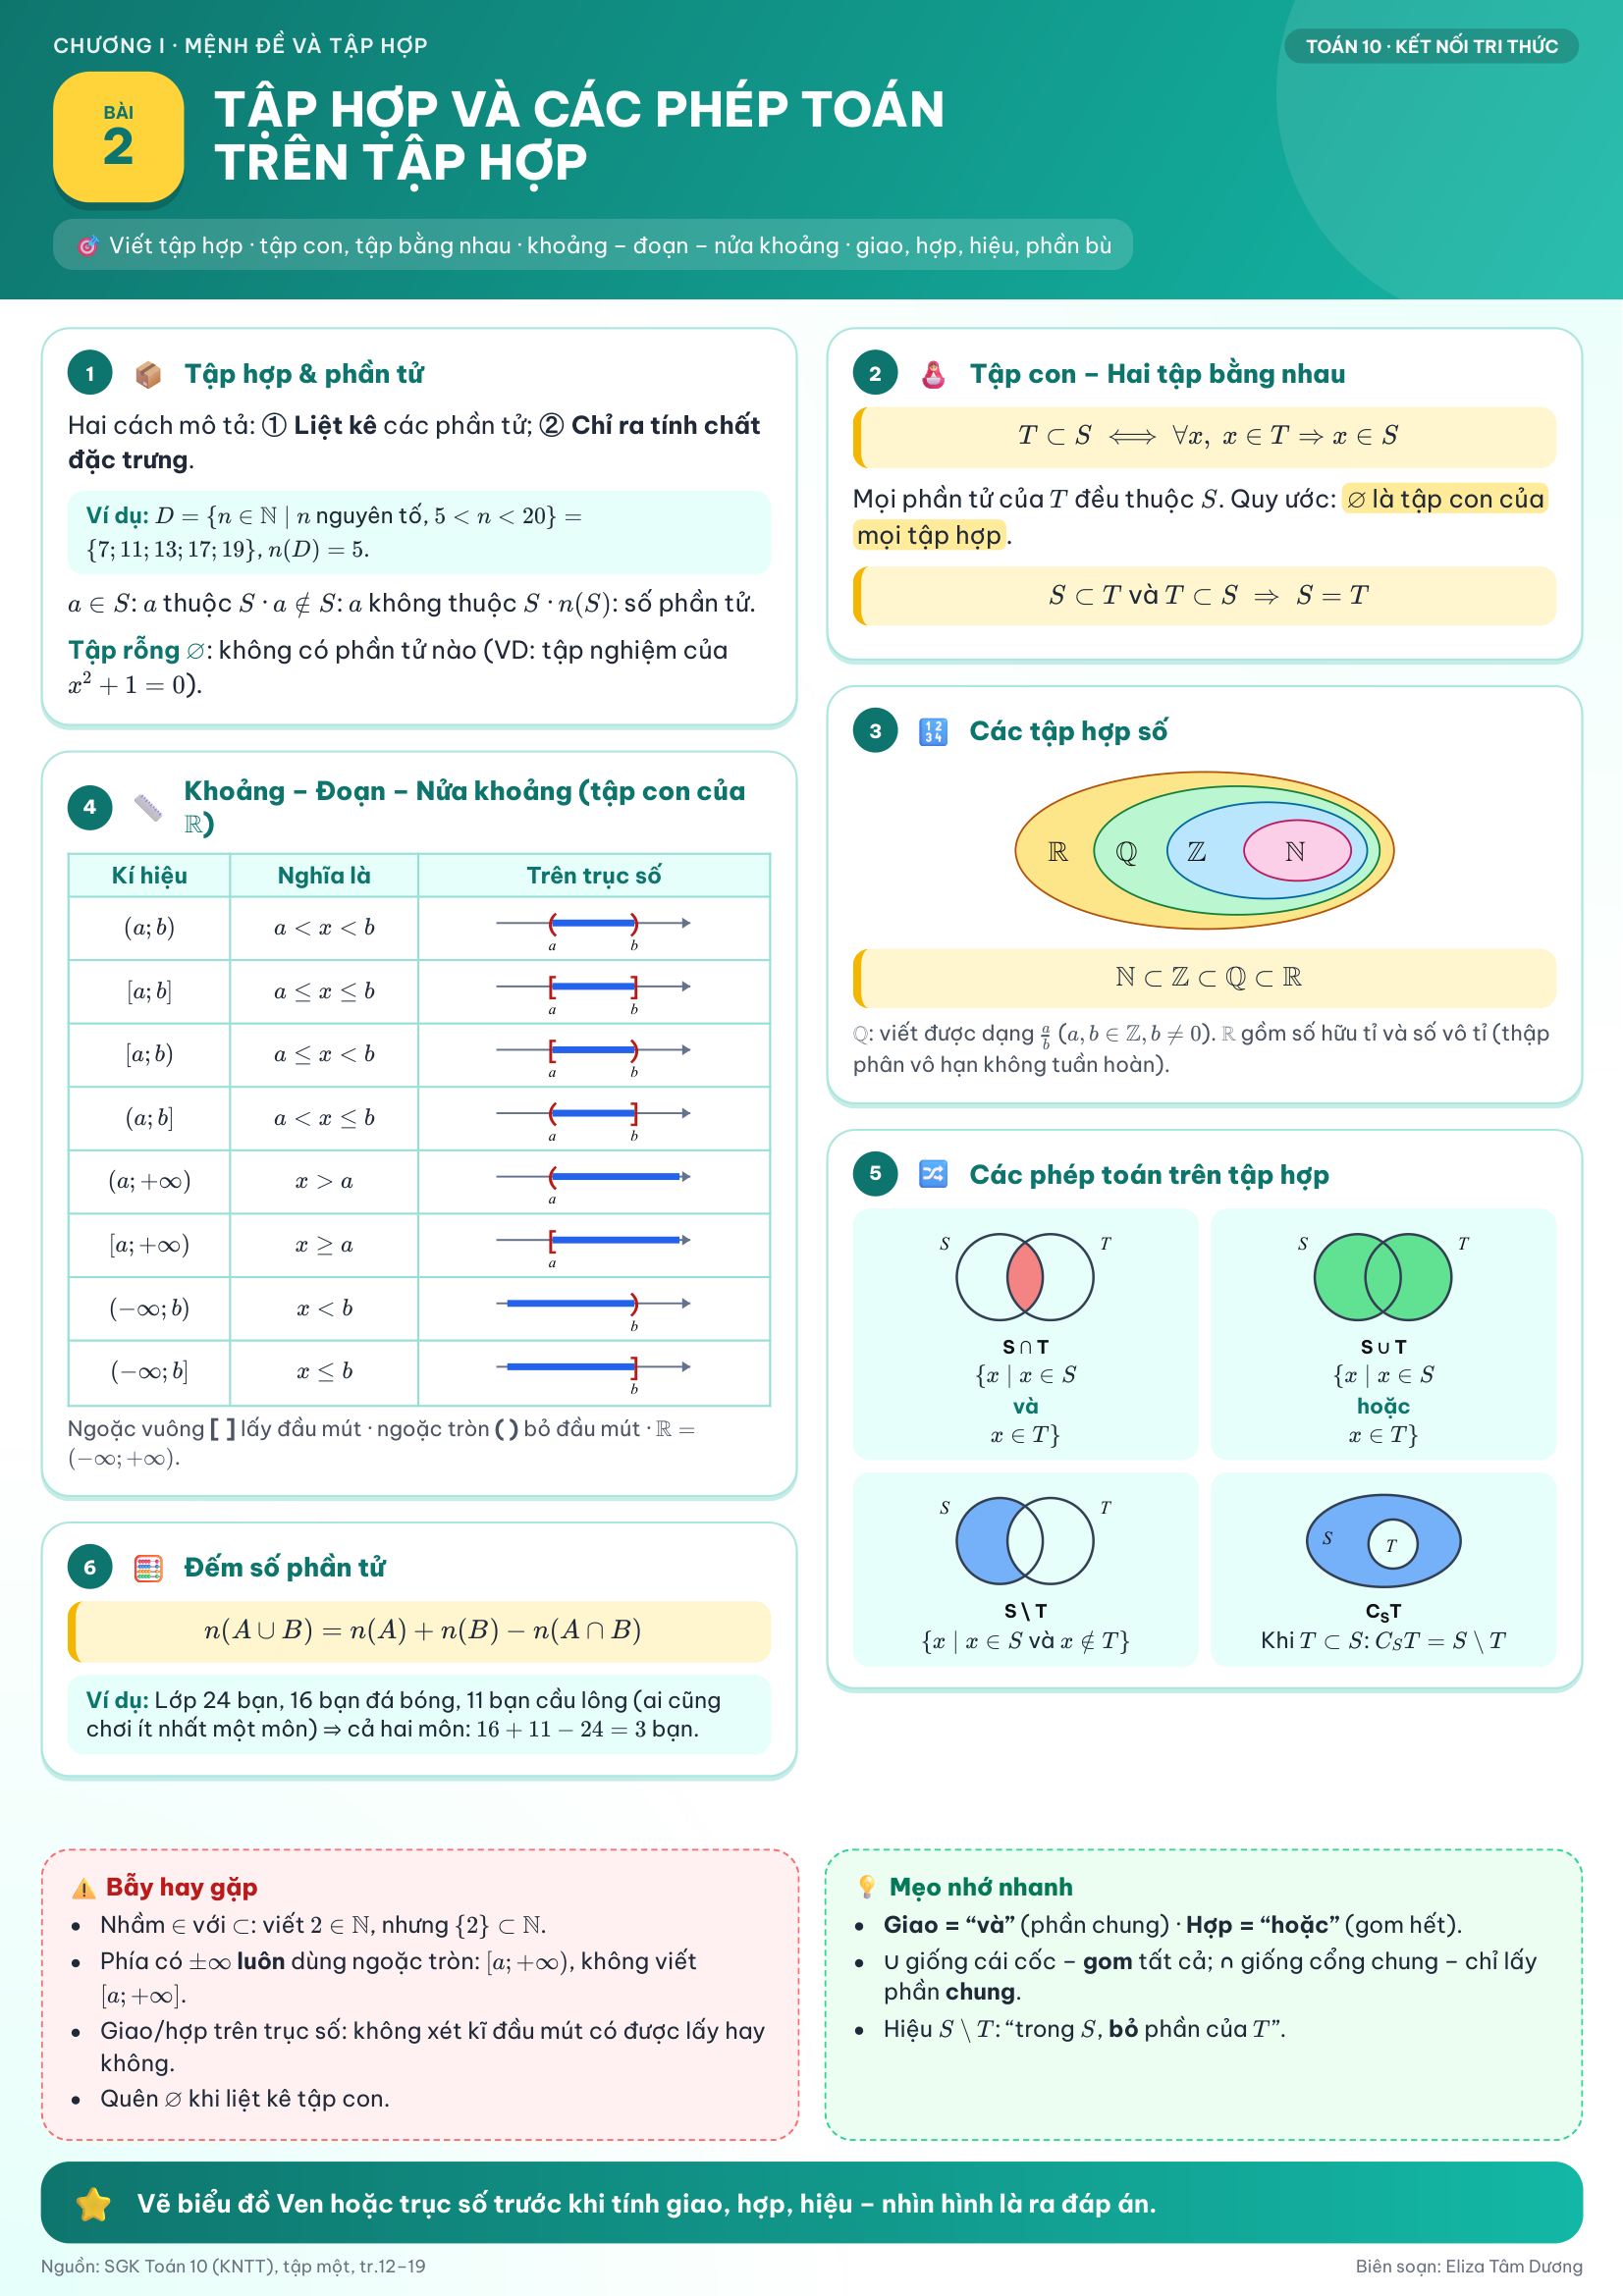 CHƯƠNG I · MỆNH ĐỀ VÀ TẬP HỢP
TOÁN 10 · KẾT NỐI TRI THỨC
BÀI
2
TẬP HỢP VÀ CÁC PHÉP TOÁN
TRÊN TẬP HỢP
🎯 Viết tập hợp · tập con, tập bằng nhau · khoảng – đoạn – nửa khoảng · giao, hợp, hiệu, phần bù
1 📦 Tập hợp & phần tử
Hai cách mô tả: ① Liệt kê các phần tử; ② Chỉ ra tính chất
đặc trưng.
Ví dụ: D = {n ∈ ℕ | n nguyên tố, 5 < n < 20} =
{7; 11; 13; 17; 19}, n(D) = 5.
a ∈ S: a thuộc S · a ∉ S: a không thuộc S · n(S): số phần tử.
Tập rỗng ∅: không có phần tử nào (VD: tập nghiệm của
x² + 1 = 0).
2 🪆 Tập con – Hai tập bằng nhau
T ⊂ S ⟺ ∀x, x ∈ T ⇒ x ∈ S
Mọi phần tử của T đều thuộc S. Quy ước: ∅ là tập con của
mọi tập hợp.
S ⊂ T và T ⊂ S ⇒ S = T
3 🔢 Các tập hợp số
ℝ ℚ ℤ ℕ
ℕ ⊂ ℤ ⊂ ℚ ⊂ ℝ
ℚ: viết được dạng a/b (a, b ∈ ℤ, b ≠ 0). ℝ gồm số hữu tỉ và số vô tỉ (thập
phân vô hạn không tuần hoàn).
4 📏 Khoảng – Đoạn – Nửa khoảng (tập con của
ℝ)
Kí hiệu Nghĩa là Trên trục số
(a; b) a < x < b ( )
a b
[a; b] a ≤ x ≤ b [ ]
a b
[a; b) a ≤ x < b [ )
a b
(a; b] a < x ≤ b ( ]
a b
(a; +∞) x > a (
a
[a; +∞) x ≥ a [
a
(−∞; b) x < b )
b
(−∞; b] x ≤ b ]
b
Ngoặc vuông [ ] lấy đầu mút · ngoặc tròn ( ) bỏ đầu mút · ℝ =
(−∞; +∞).
5 🔀 Các phép toán trên tập hợp
S T
S ∩ T
{x | x ∈ S
và
x ∈ T}
S T
S ∪ T
{x | x ∈ S
hoặc
x ∈ T}
S T
S \ T
{x | x ∈ S và x ∉ T}
S T
CₛT
Khi T ⊂ S: CₛT = S \ T
6 🧮 Đếm số phần tử
n(A ∪ B) = n(A) + n(B) − n(A ∩ B)
Ví dụ: Lớp 24 bạn, 16 bạn đá bóng, 11 bạn cầu lông (ai cũng
chơi ít nhất một môn) ⇒ cả hai môn: 16 + 11 − 24 = 3 bạn.
⚠️ Bẫy hay gặp
• Nhầm ∈ với ⊂: viết 2 ∈ ℕ, nhưng {2} ⊂ ℕ.
• Phía có ±∞ luôn dùng ngoặc tròn: [a; +∞), không viết
[a; +∞].
• Giao/hợp trên trục số: không xét kĩ đầu mút có được lấy hay
không.
• Quên ∅ khi liệt kê tập con.
💡 Mẹo nhớ nhanh
• Giao = “và” (phần chung) · Hợp = “hoặc” (gom hết).
• ∪ giống cái cốc – gom tất cả; ∩ giống cổng chung – chỉ lấy
phần chung.
• Hiệu S \ T: “trong S, bỏ phần của T”.
⭐ Vẽ biểu đồ Ven hoặc trục số trước khi tính giao, hợp, hiệu – nhìn hình là ra đáp án.
Nguồn: SGK Toán 10 (KNTT), tập một, tr.12–19
Biên soạn: Eliza Tâm Dương